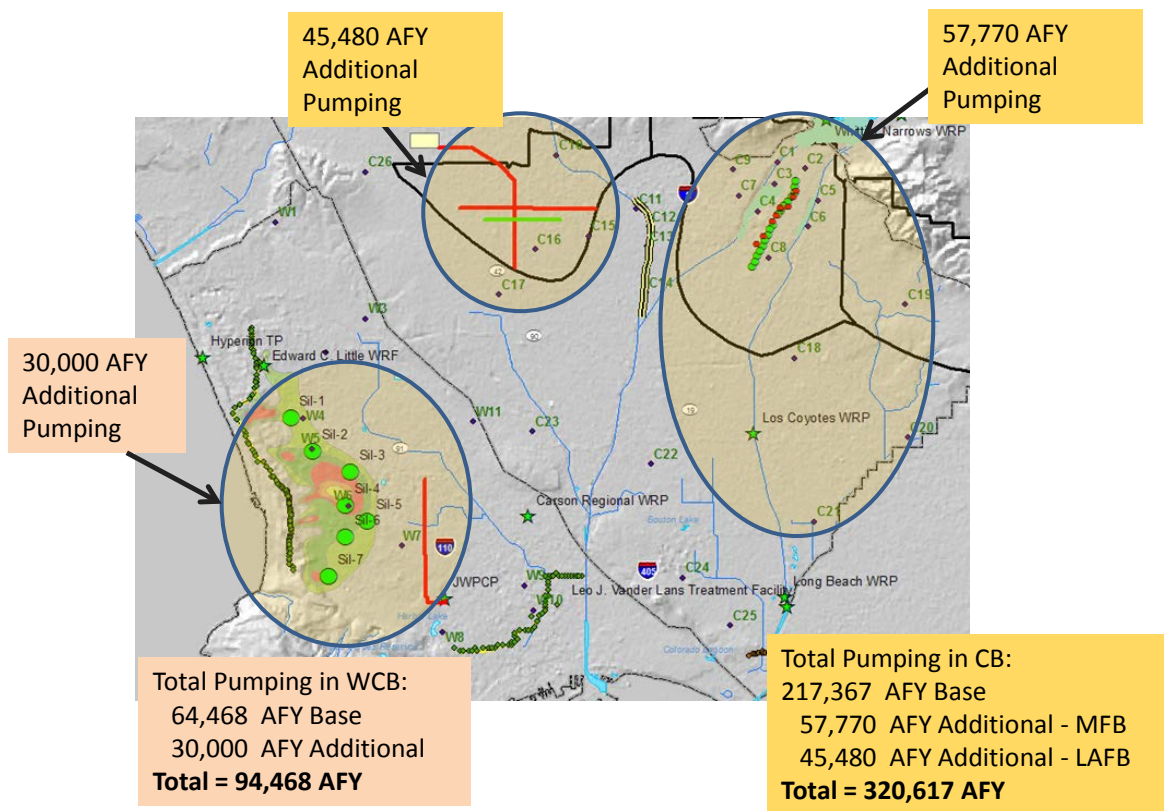 45,480 AFY
Additional
Pumping
57,770 AFY
Additional
Pumping
Narrows WRP
C10
C26
C9
C1
C2
C3
C7
C5
C4
C6
C8
C11
C12
C13
C14
C15
C16
C17
42
W1
C19
W3
90
C18
Hyperion TP
Edward C. Little WRF
30,000 AFY
Additional
Pumping
Sil-1
W4
Sil-2
W5
Sil-3
Sil-4
W6
Sil-5
Sil-6
Sil-7
W11
C23
91
19
Los Coyotes WRP
C20
C22
Carson Regional WRP
C21
W7
110
405
C24
JWPCP
W9
W10
Leo J. Vander Lans Treatment Facility
Long Beach WRP
W8
C25
Colorado Lagoon
Total Pumping in WCB:
64,468 AFY Base
30,000 AFY Additional
Total = 94,468 AFY
Total Pumping in CB:
217,367 AFY Base
57,770 AFY Additional - MFB
45,480 AFY Additional - LAFB
Total = 320,617 AFY